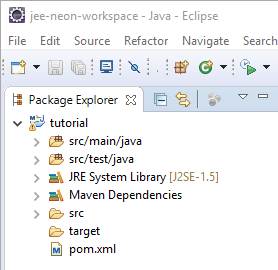 jee-neon-workspace - Java - Eclipse
File Edit Source Refactor Navigate Search
Package Explorer
tutorial
src/main/java
src/test/java
JRE System Library [J2SE-1.5]
Maven Dependencies
src
target
pom.xml